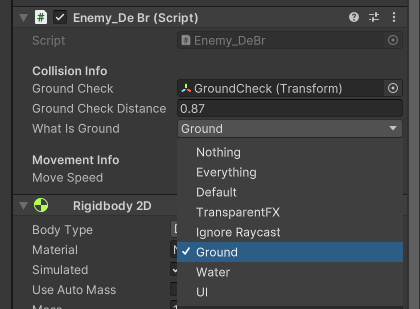 Enemy_De Br (Script)
Script Enemy_DeBr
Collision Info
Ground Check GroundCheck (Transform)
Ground Check Distance 0.87
What Is Ground Ground
Nothing
Movement Info Everything
Move Speed Default
TransparentFX
Rigidbody 2D
Body Type Ignore Raycast
Material Ground
Simulated Water
Use Auto Mass UI